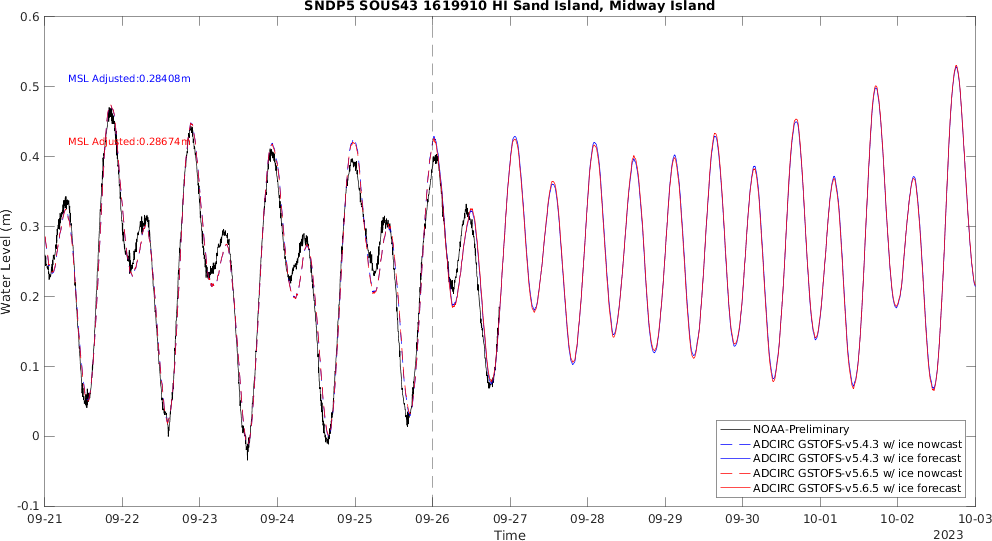 SNDP5 SOUS43 1619910 HI Sand Island, Midway Island
0.6
0.5
0.4
0.3
0.2
0.1
0
-0.1
Water Level (m)
MSL Adjusted:0.28408m
MSL Adjusted:0.28674m
NOAA-Preliminary
ADCIRC GSTOFS-v5.4.3 w/ ice nowcast
ADCIRC GSTOFS-v5.4.3 w/ ice forecast
ADCIRC GSTOFS-v5.6.5 w/ ice nowcast
ADCIRC GSTOFS-v5.6.5 w/ ice forecast
09-21 09-22 09-23 09-24 09-25 09-26 09-27 09-28 09-29 09-30 10-01 10-02 10-03
Time
2023